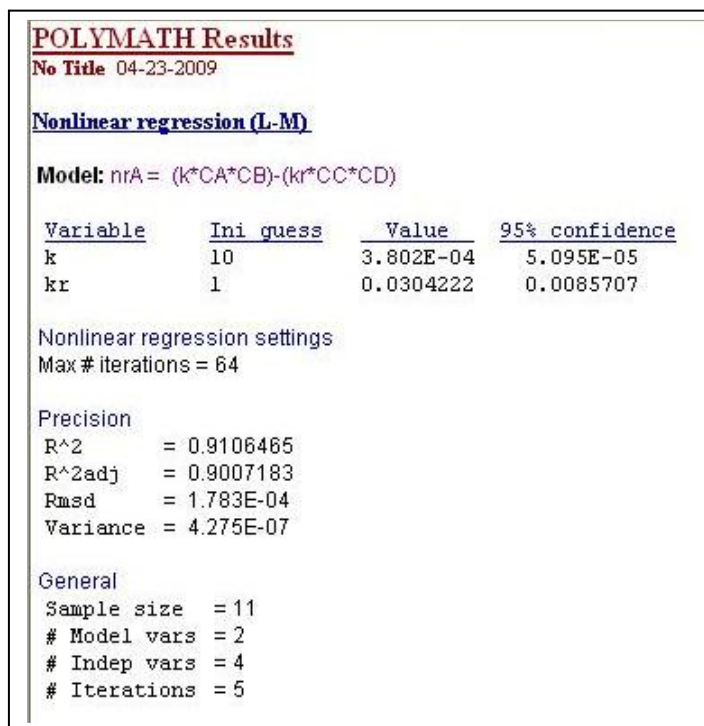 POLYMATH Results
No Title 04-23-2009
Nonlinear regression (L-M)
Model: nrA = (k*CA*CB)-(kr*CC*CD)
Variable Ini guess Value 95% confidence
k 10 3.802E-04 5.095E-05
kr 1 0.0304222 0.0085707
Nonlinear regression settings
Max # iterations = 64
Precision
R^2 = 0.9106465
R^2adj = 0.9007183
Rmsd = 1.783E-04
Variance = 4.275E-07
General
Sample size = 11
# Model vars = 2
# Indep vars = 4
# Iterations = 5